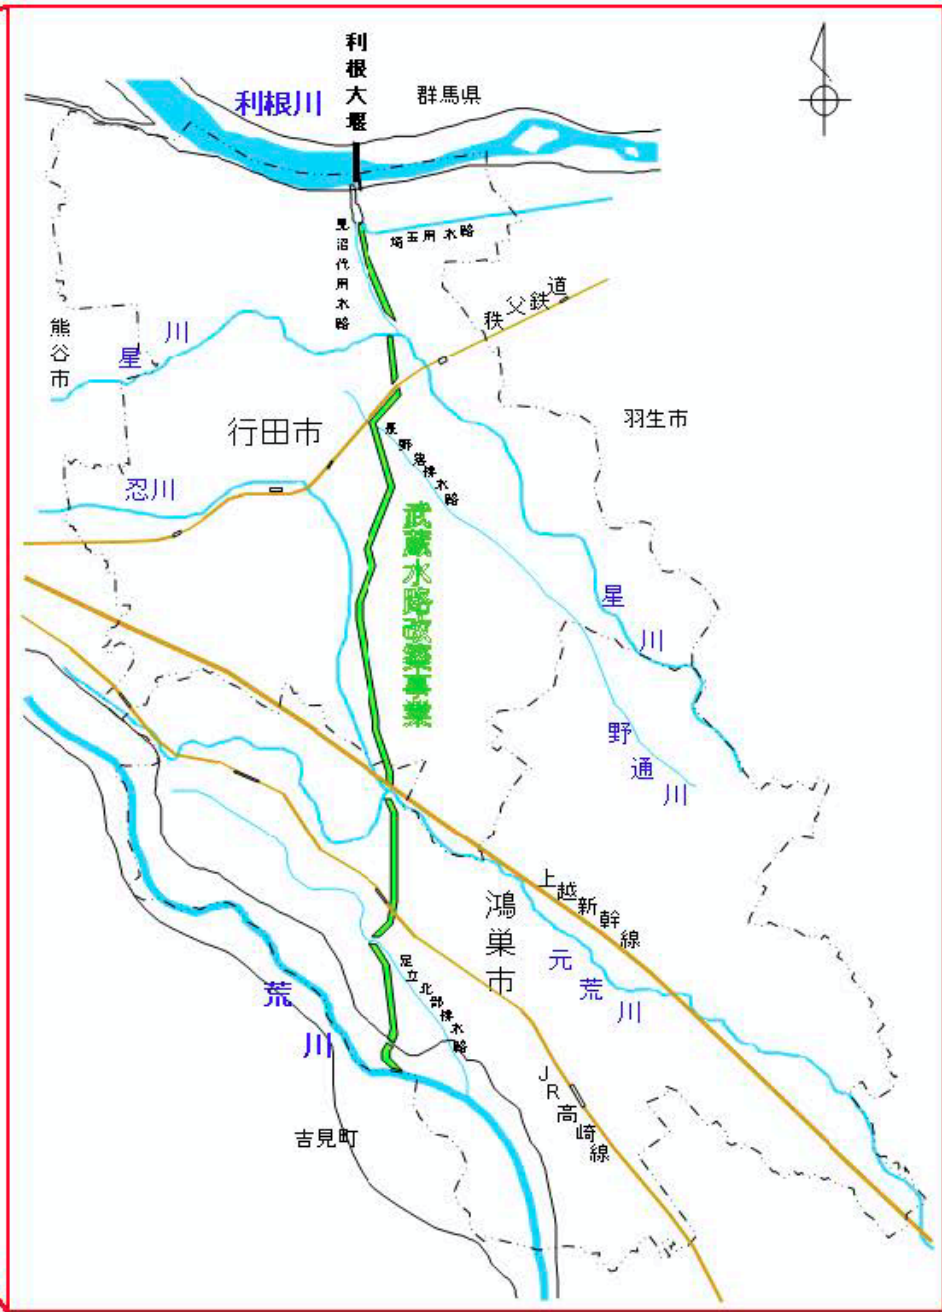 利根大堰
利根川
群馬県
見沼代用水路
埼玉用水路
秩父鉄道
熊谷市
星川
行田市
羽生市
長野落排水路
忍川
武蔵水路改築事業
星川
野通川
上越新幹線
鴻巣市
元荒川
足立北部排水路
荒川
JR高崎線
吉見町